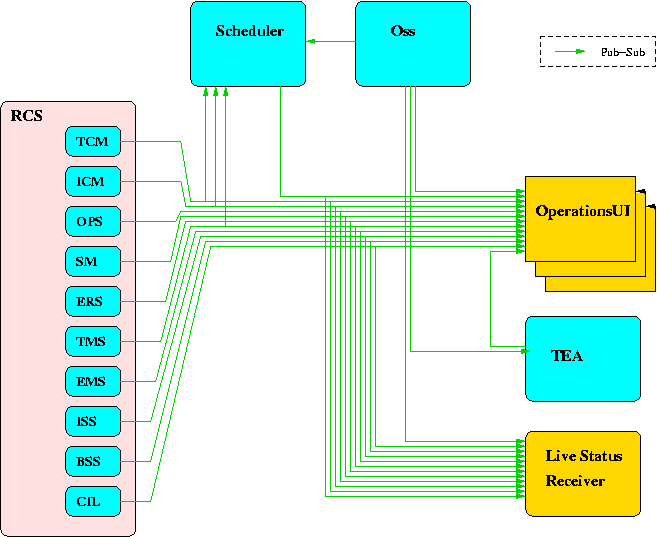 Scheduler
Oss
Pub-Sub
RCS
TCM
ICM
OPS
SM
ERS
TMS
EMS
ISS
BSS
CIL
OperationsUI
TEA
Live Status
Receiver